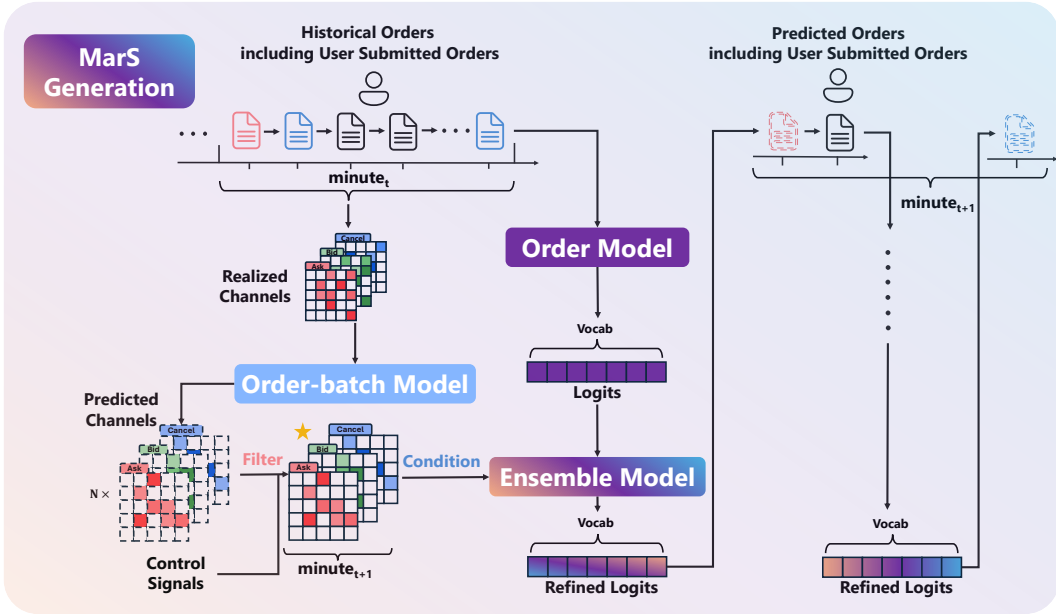 MarS
Generation
Historical Orders
including User Submitted Orders
Predicted Orders
including User Submitted Orders
minute_t
minute_{t+1}
Order Model
Realized
Channels
Cancel
Bid
Ask
Vocab
Logits
Order-batch Model
Predicted
Channels
Cancel
Bid
Ask
N ×
Filter
Cancel
Bid
Ask
Condition
Ensemble Model
Control
Signals
minute_{t+1}
Vocab
Refined Logits
Vocab
Refined Logits